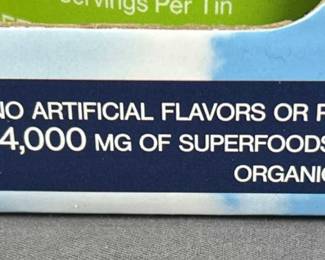 Servings Per Tin
NO ARTIFICIAL FLAVORS OR
4,000 MG OF SUPERFOODS
ORGANIC